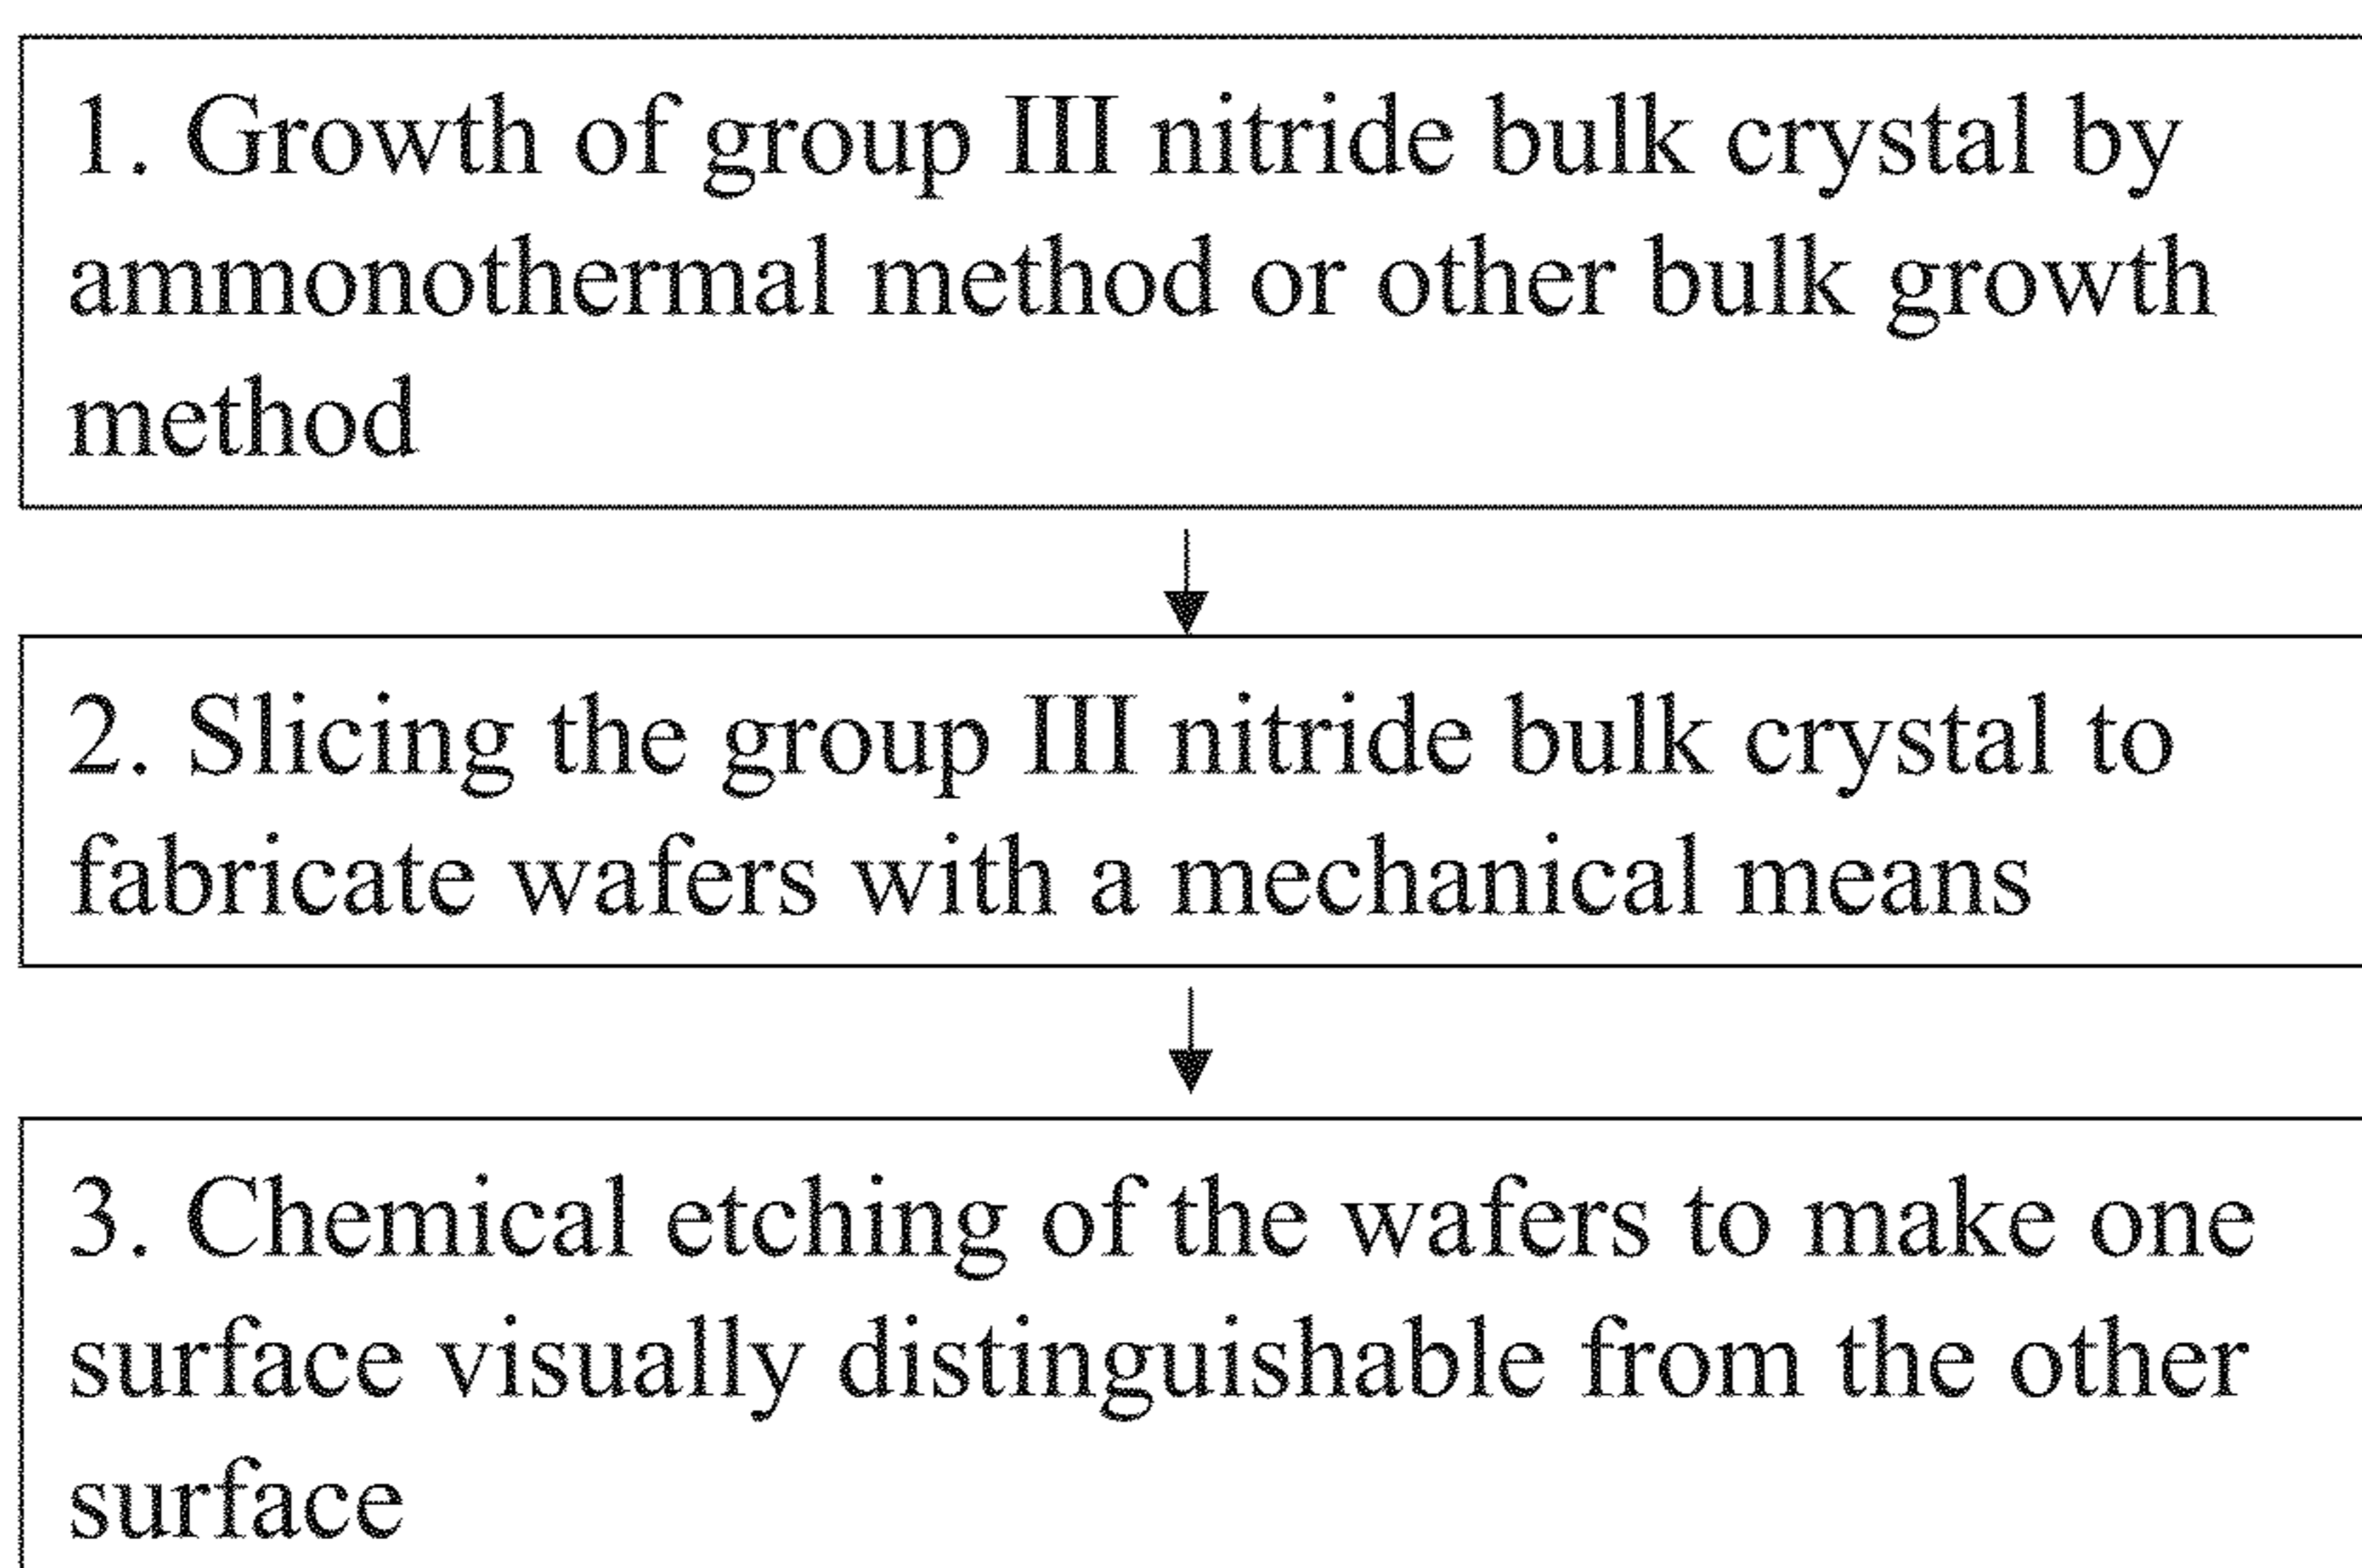 1. Growth of group III nitride bulk crystal by
ammonothermal method or other bulk growth
method
2. Slicing the group III nitride bulk crystal to
fabricate wafers with a mechanical means
3. Chemical etching of the wafers to make one
surface visually distinguishable from the other
surface